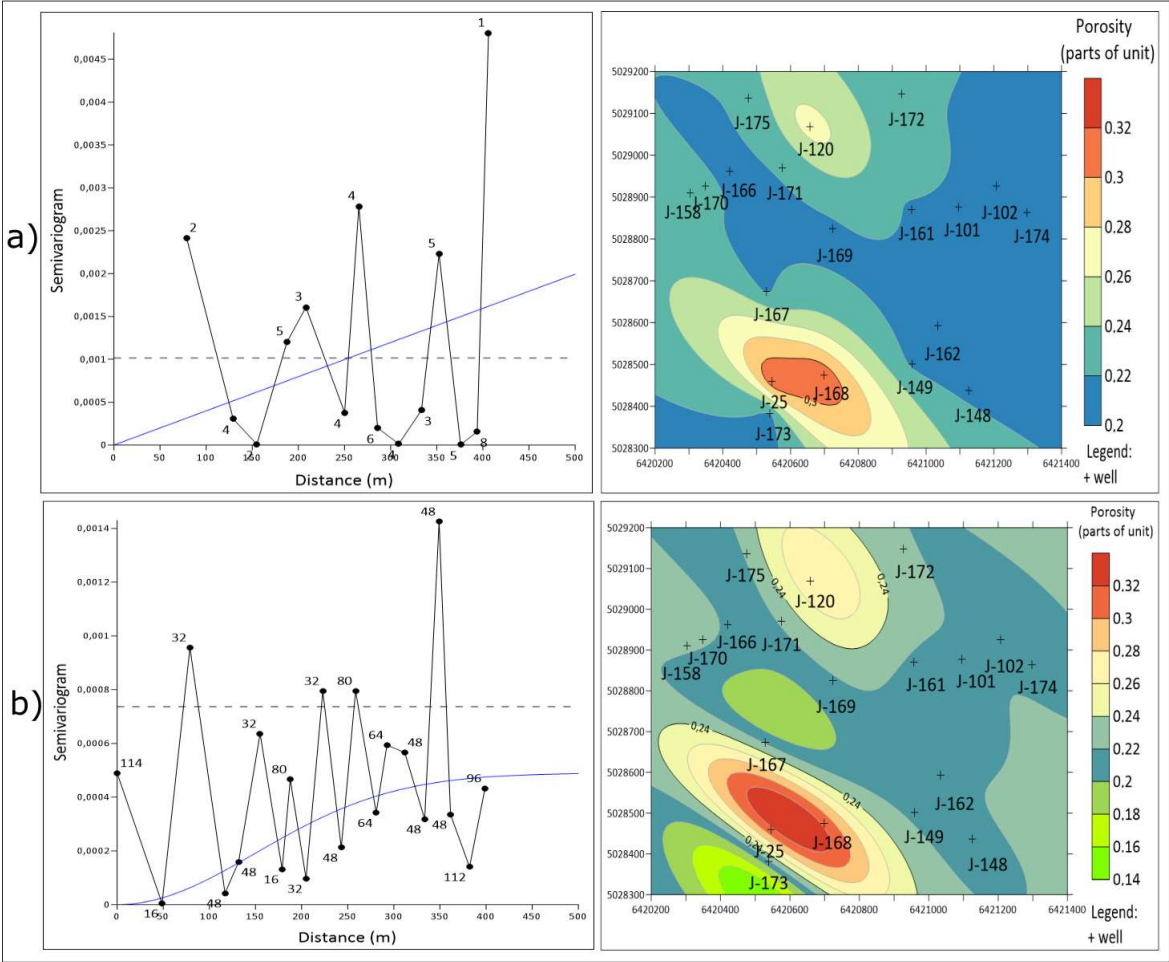 a)
Semivariogram
0,0045
0,004
0,0035
0,003
0,0025
0,002
0,0015
0,001
0,0005
0
2
4
5
3
4
4
6
4
3
5
5
8
1
0 50 100 150 200 250 300 350 400 450 500
Distance (m)
Porosity
(parts of unit)
0.32
0.3
0.28
0.26
0.24
0.22
0.2
Legend:
+ well
5029200
5029100
5029000
5028900
5028800
5028700
5028600
5028500
5028400
5028300
J-175
J-172
J-120
J-166
J-171
J-170
J-158
J-102
J-161
J-101
J-174
J-169
J-167
J-162
J-149
J-168
J-25
0,3
J-148
J-173
6420200 6420400 6420600 6420800 6421000 6421200 6421400
b)
Semivariogram
0,0014
0,0012
0,001
0,0008
0,0006
0,0004
0,0002
0
114
16
32
48
48
32
16
80
32
32
48
80
64
64
48
48
48
48
112
96
0 50 100 150 200 250 300 350 400 450 500
Distance (m)
Porosity
(parts of unit)
0.32
0.3
0.28
0.26
0.24
0.22
0.2
0.18
0.16
0.14
Legend:
+ well
5029200
5029100
5029000
5028900
5028800
5028700
5028600
5028500
5028400
5028300
J-175
J-172
0,24
0,24
J-120
J-166
J-171
J-170
J-158
J-102
J-161
J-101
J-174
J-169
0,24
J-167
0,24
J-162
J-149
J-168
J-25
J-148
J-173
6420200 6420400 6420600 6420800 6421000 6421200 6421400